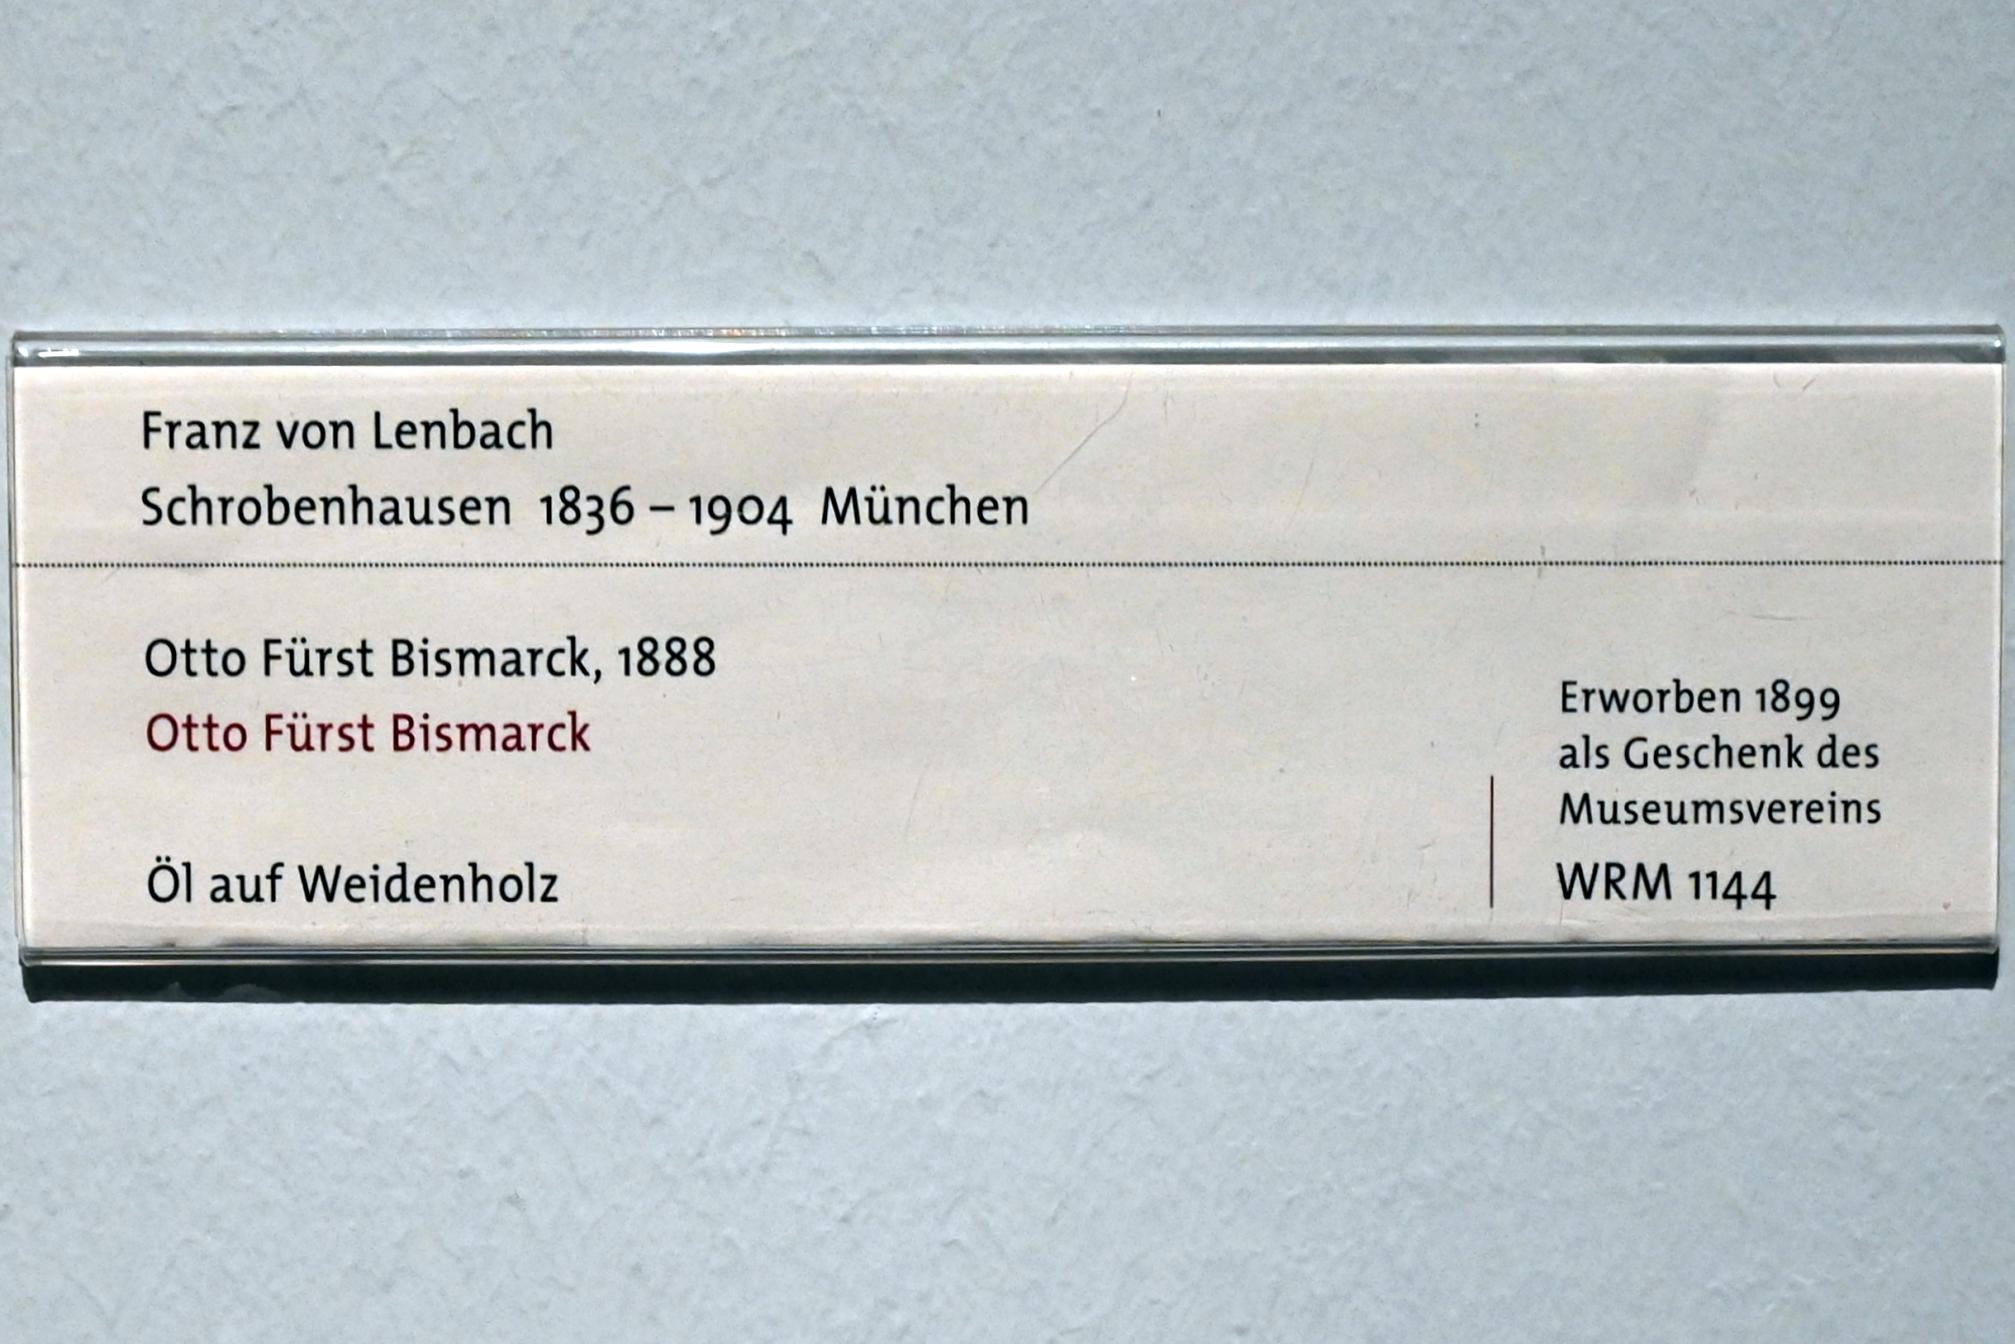 Franz von Lenbach
Schrobenhausen 1836 – 1904 München
Otto Fürst Bismarck, 1888
Otto Fürst Bismarck
Öl auf Weidenholz
Erworben 1899
als Geschenk des
Museumsvereins
WRM 1144